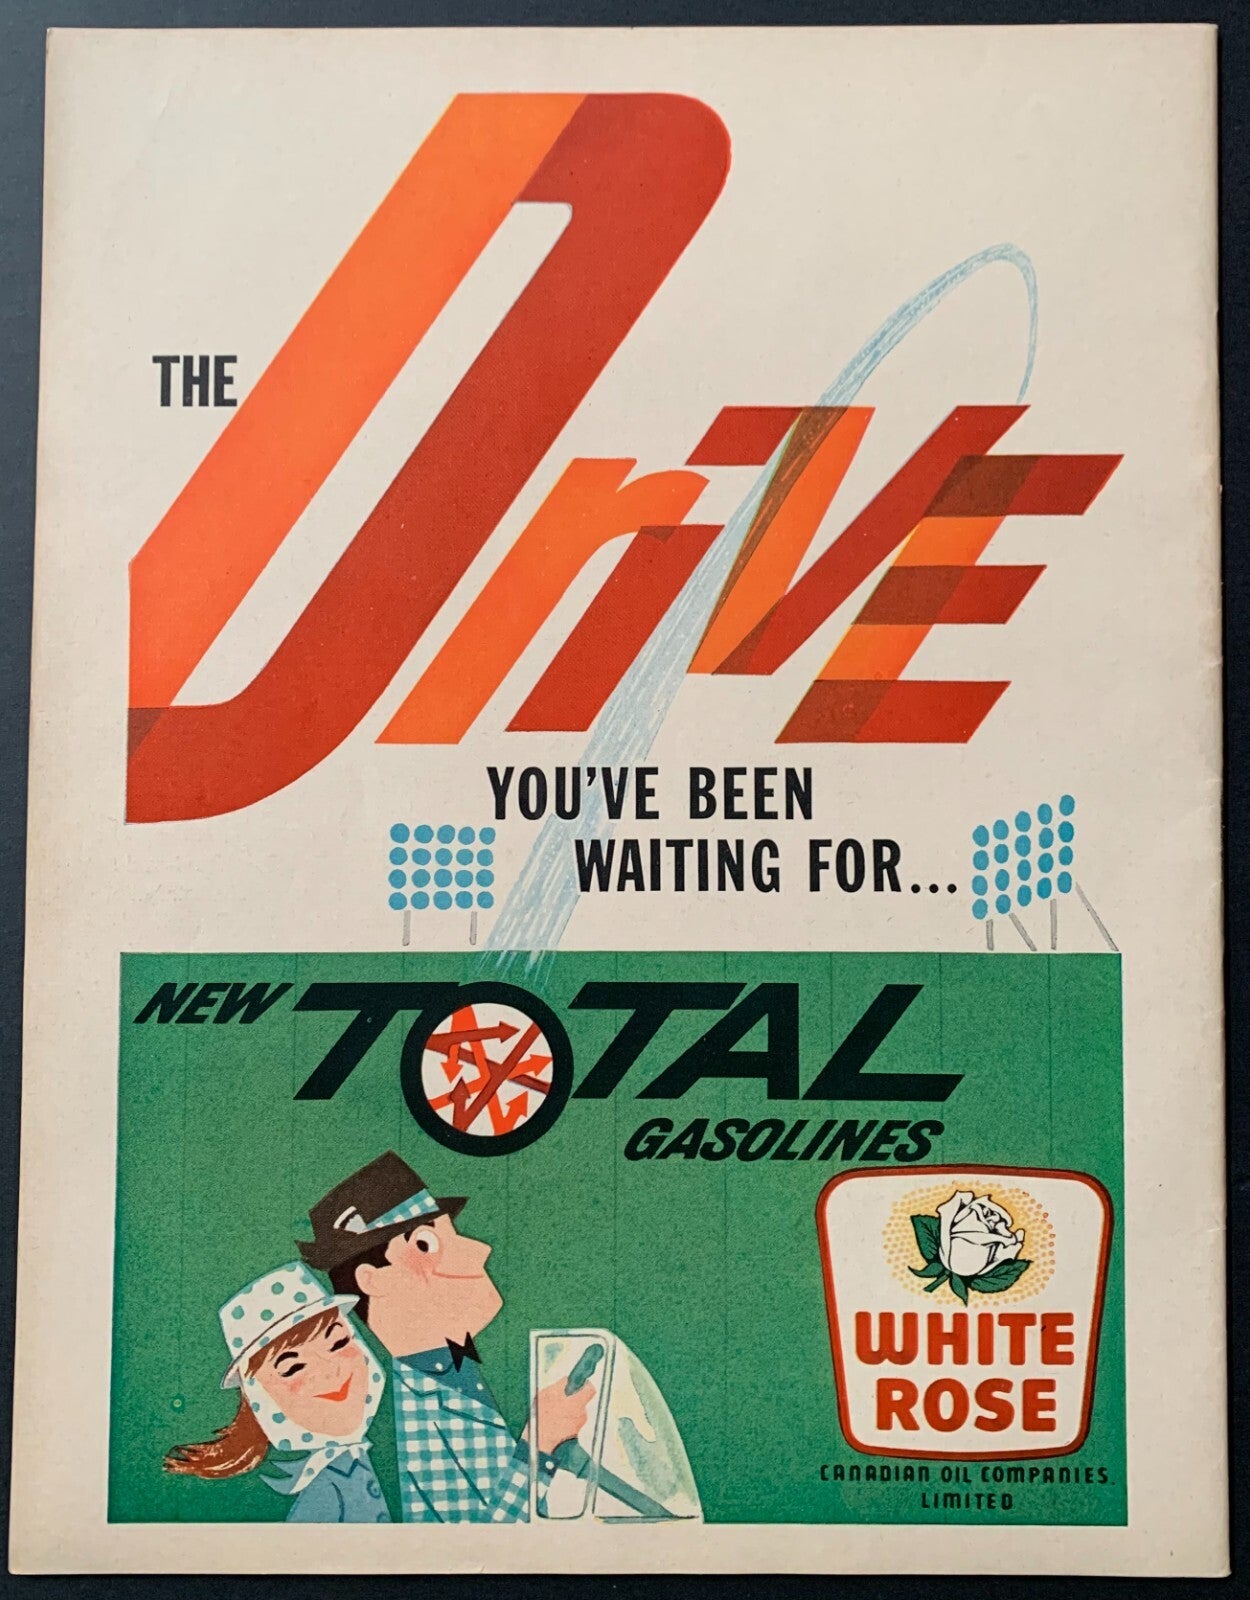 THE
DriVE
YOU'VE BEEN
WAITING FOR...
NEW TOTAL
GASOLINES
WHITE
ROSE
CANADIAN OIL COMPANIES.
LIMITED